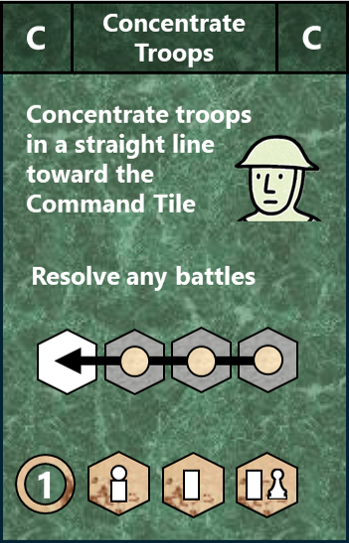 C
Concentrate
Troops
C
Concentrate troops
in a straight line
toward the
Command Tile
Resolve any battles
1